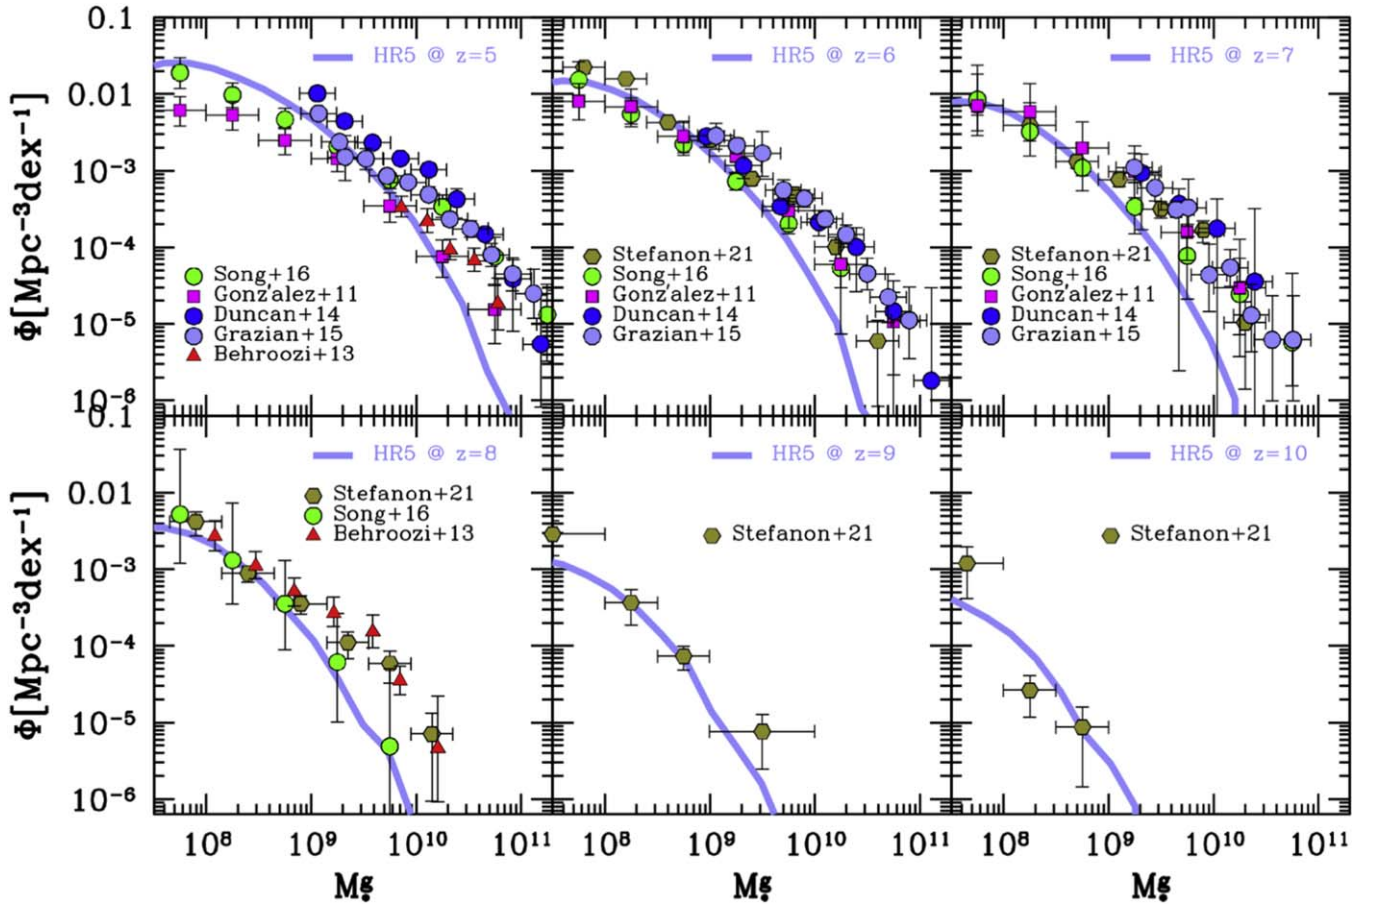 0.1
0.01
10⁻³
10⁻⁴
10⁻⁵
10⁻⁶
Φ[Mpc⁻³dex⁻¹]
HR5 @ z=5
Song+16
Gonz´alez+11
Duncan+14
Grazian+15
Behroozi+13
HR5 @ z=6
Stefanon+21
Song+16
Gonz´alez+11
Duncan+14
Grazian+15
HR5 @ z=7
Stefanon+21
Song+16
Gonz´alez+11
Duncan+14
Grazian+15
0.1
0.01
10⁻³
10⁻⁴
10⁻⁵
10⁻⁶
Φ[Mpc⁻³dex⁻¹]
HR5 @ z=8
Stefanon+21
Song+16
Behroozi+13
HR5 @ z=9
Stefanon+21
HR5 @ z=10
Stefanon+21
10⁸ 10⁹ 10¹⁰ 10¹¹ 10⁸ 10⁹ 10¹⁰ 10¹¹ 10⁸ 10⁹ 10¹⁰ 10¹¹
M⋆ᵍ M⋆ᵍ M⋆ᵍ